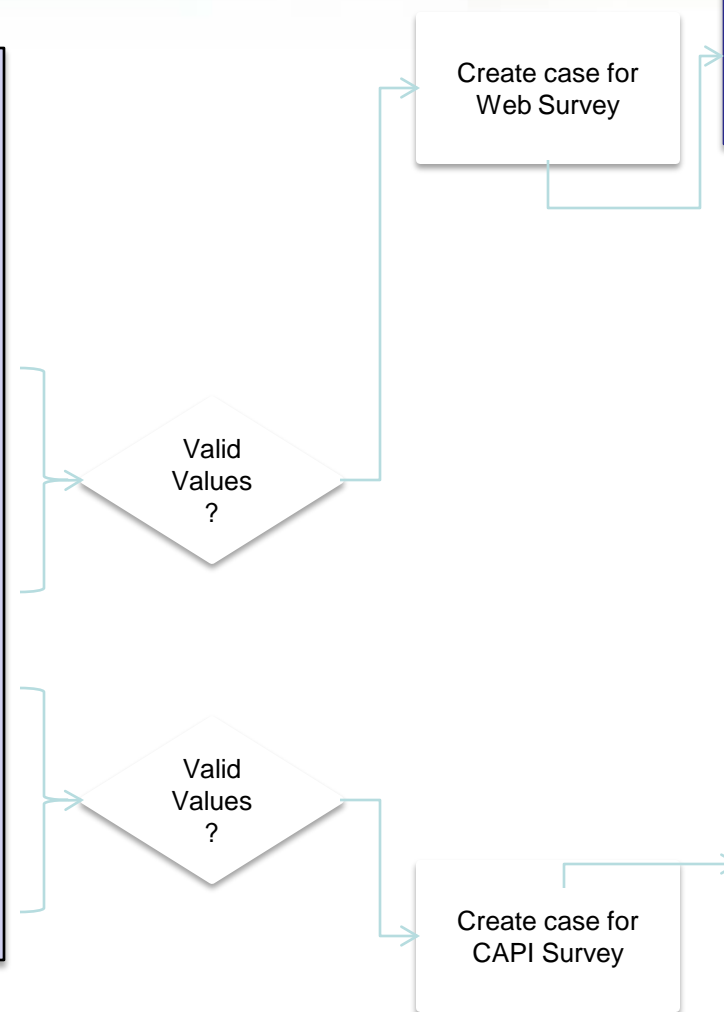 Create case for
Web Survey
Valid
Values
?
Valid
Values
?
Create case for
CAPI Survey